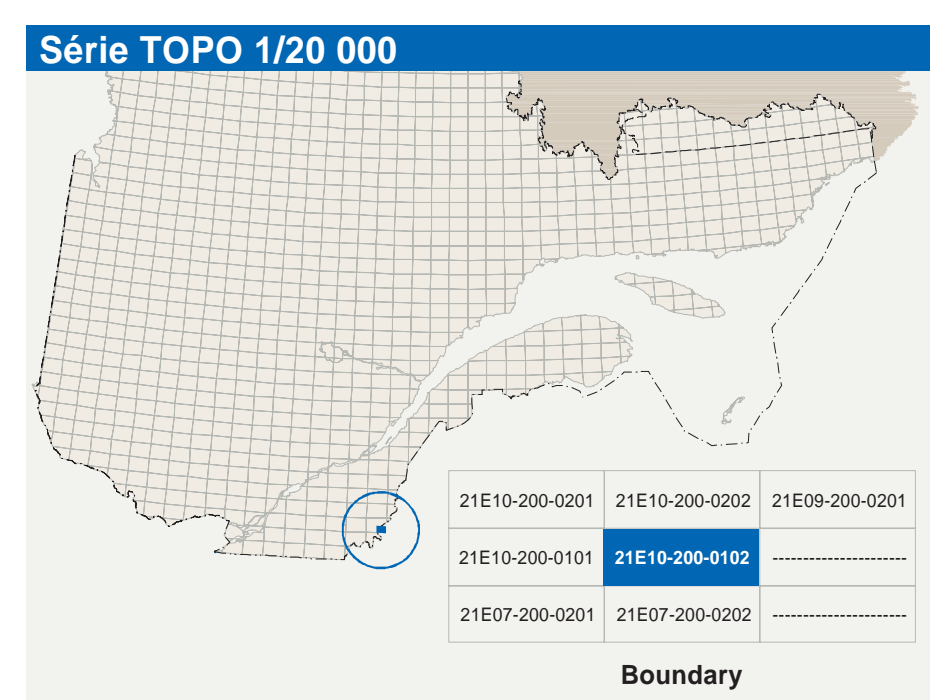 Série TOPO 1/20 000
21E10-200-0201 21E10-200-0202 21E09-200-0201
21E10-200-0101 21E10-200-0102 ----------------------
21E07-200-0201 21E07-200-0202 ----------------------
Boundary